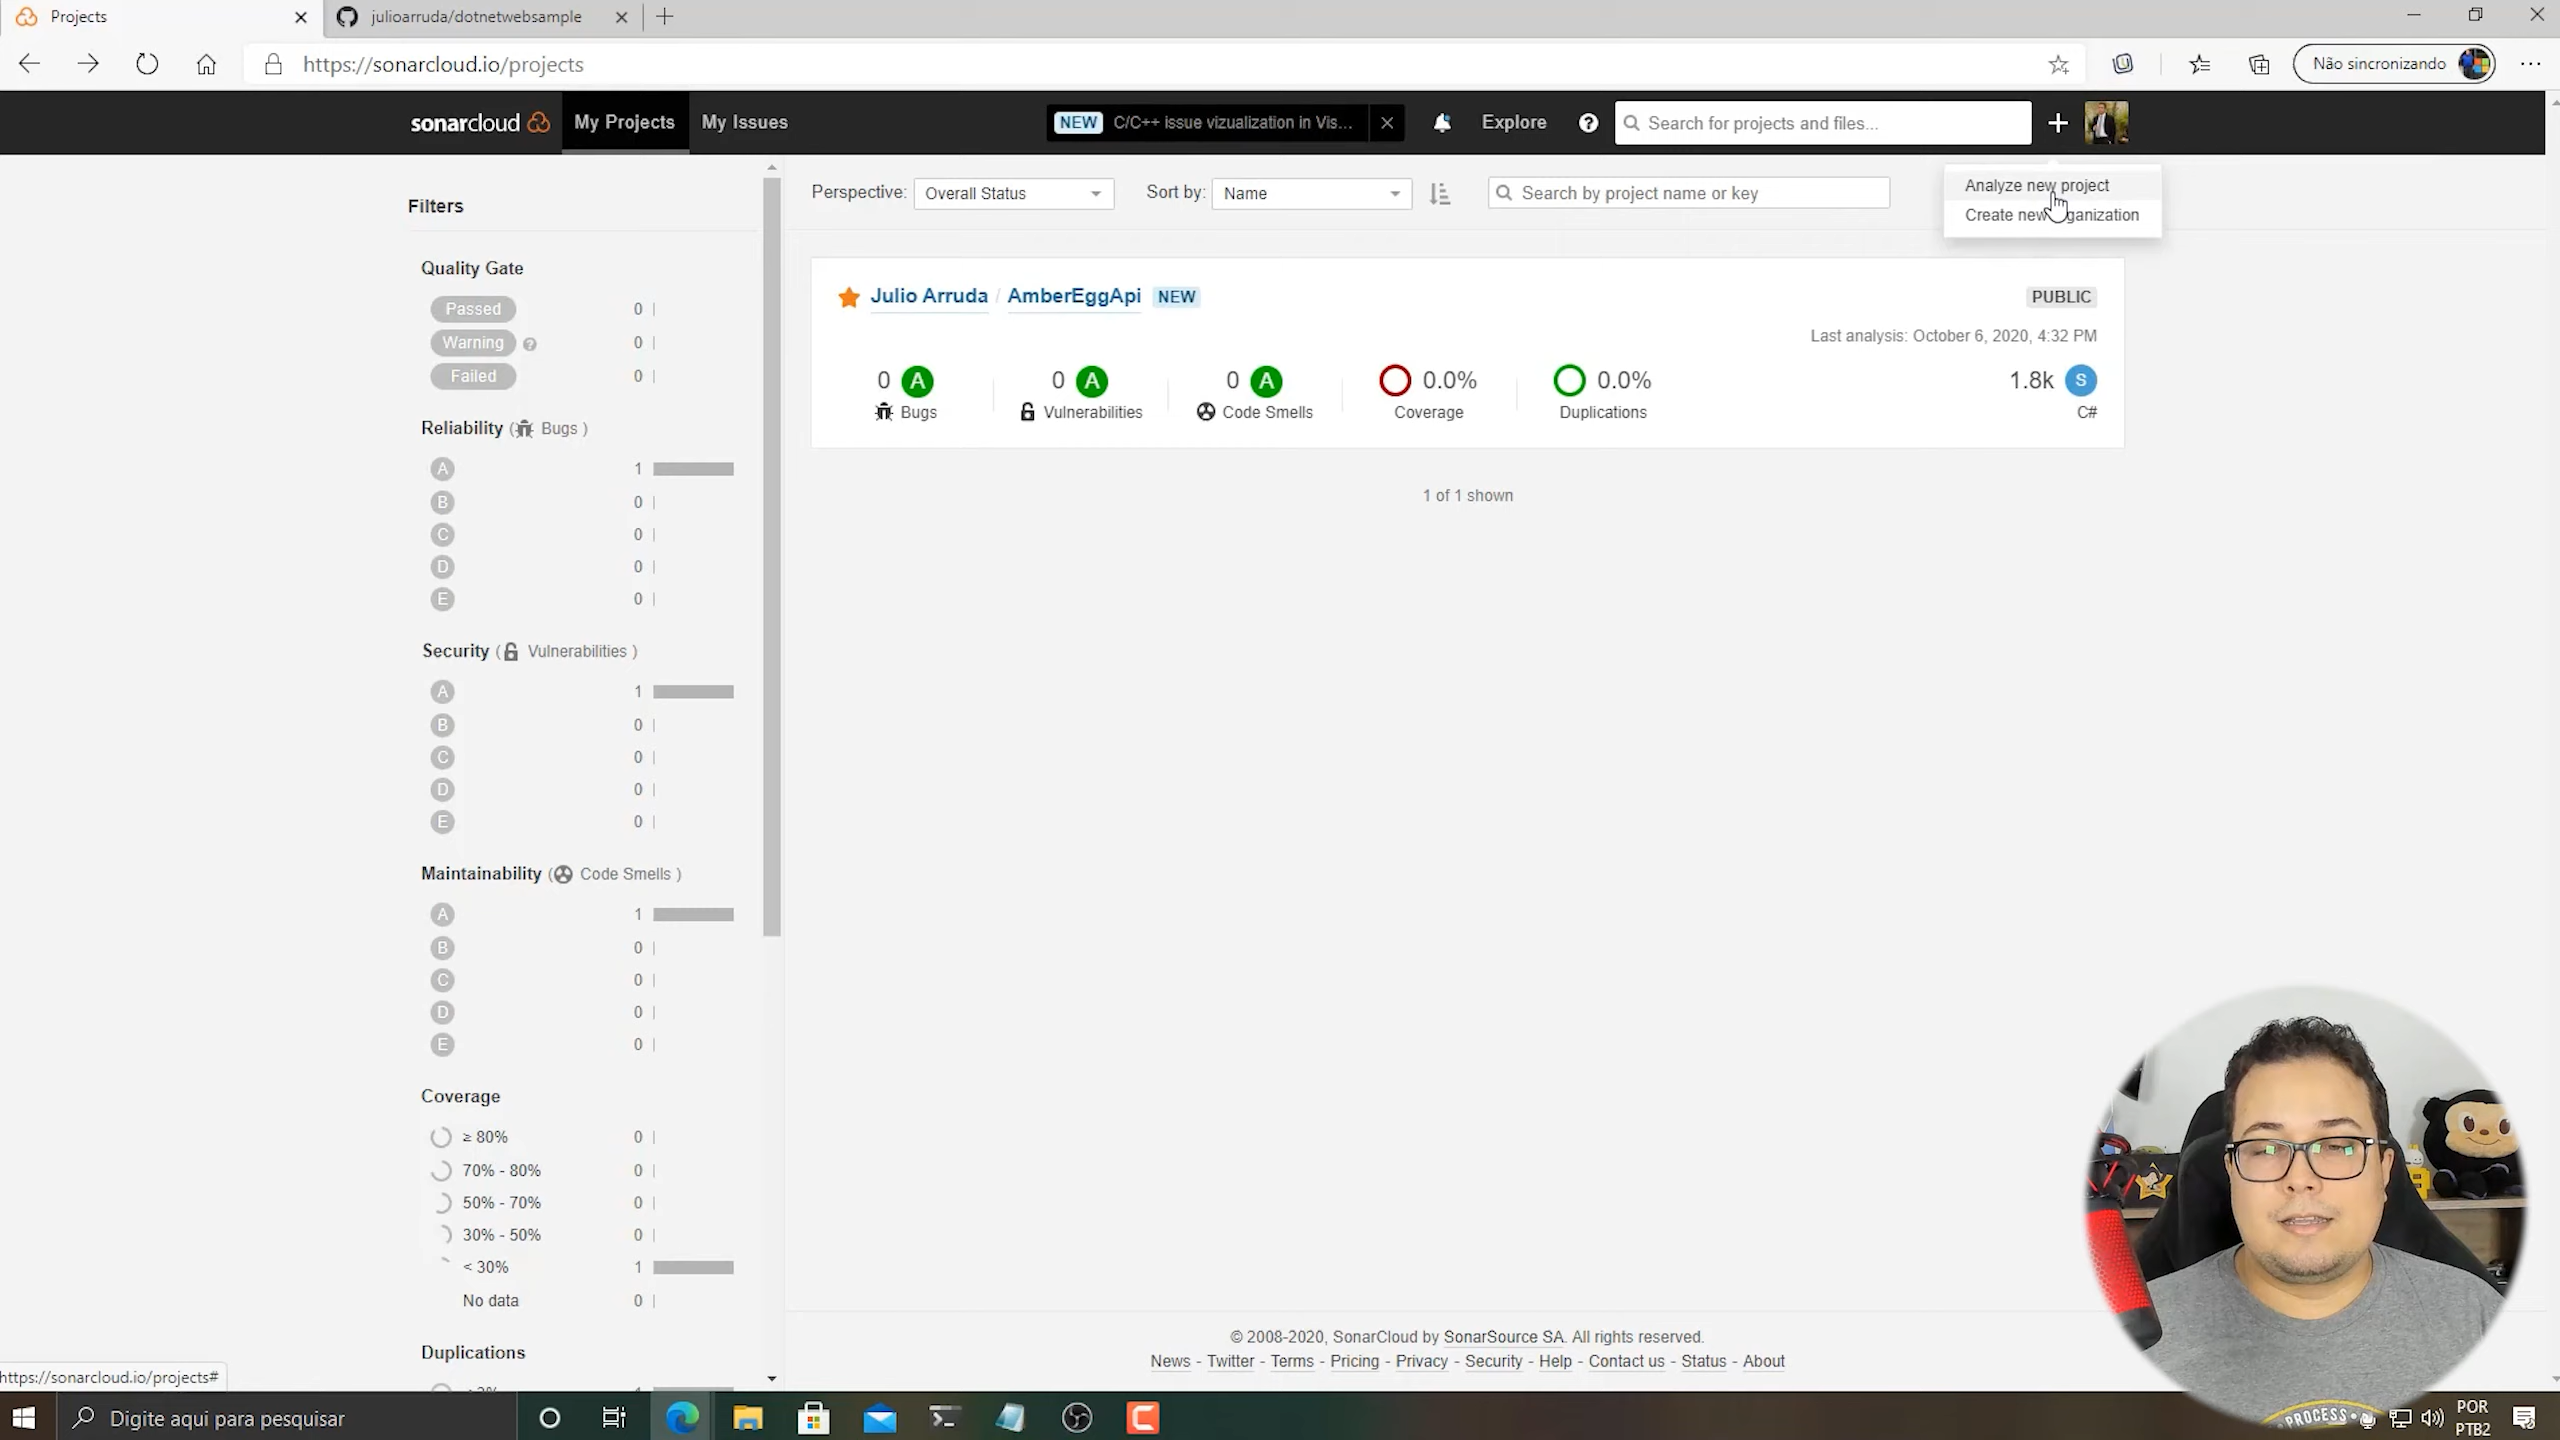 Projects
julioarruda/dotnetwebsample
https://sonarcloud.io/projects
Não sincronizando
sonarcloud
My Projects
My Issues
NEW C/C++ issue vizualization in Vis...
Explore
Search for projects and files...
Analyze new project
Create new
ganization
Perspective:
Overall Status
Sort by:
Name
Search by project name or key
Filters
Quality Gate
Passed 0
Warning ? 0
Failed 0
Reliability ( Bugs )
A 1
B 0
C 0
D 0
E 0
Security ( Vulnerabilities )
A 1
B 0
C 0
D 0
E 0
Maintainability ( Code Smells )
A 1
B 0
C 0
D 0
E 0
Coverage
≥ 80% 0
70% - 80% 0
50% - 70% 0
30% - 50% 0
< 30% 1
No data 0
Duplications
Julio Arruda / AmberEggApi NEW
PUBLIC
Last analysis: October 6, 2020, 4:32 PM
0 A
Bugs
0 A
Vulnerabilities
0 A
Code Smells
0.0%
Coverage
0.0%
Duplications
1.8k S
C#
1 of 1 shown
© 2008-2020, SonarCloud by SonarSource SA. All rights reserved.
News - Twitter - Terms - Pricing - Privacy - Security - Help - Contact us - Status - About
https://sonarcloud.io/projects#
Digite aqui para pesquisar
PROCESS
POR
PTB2